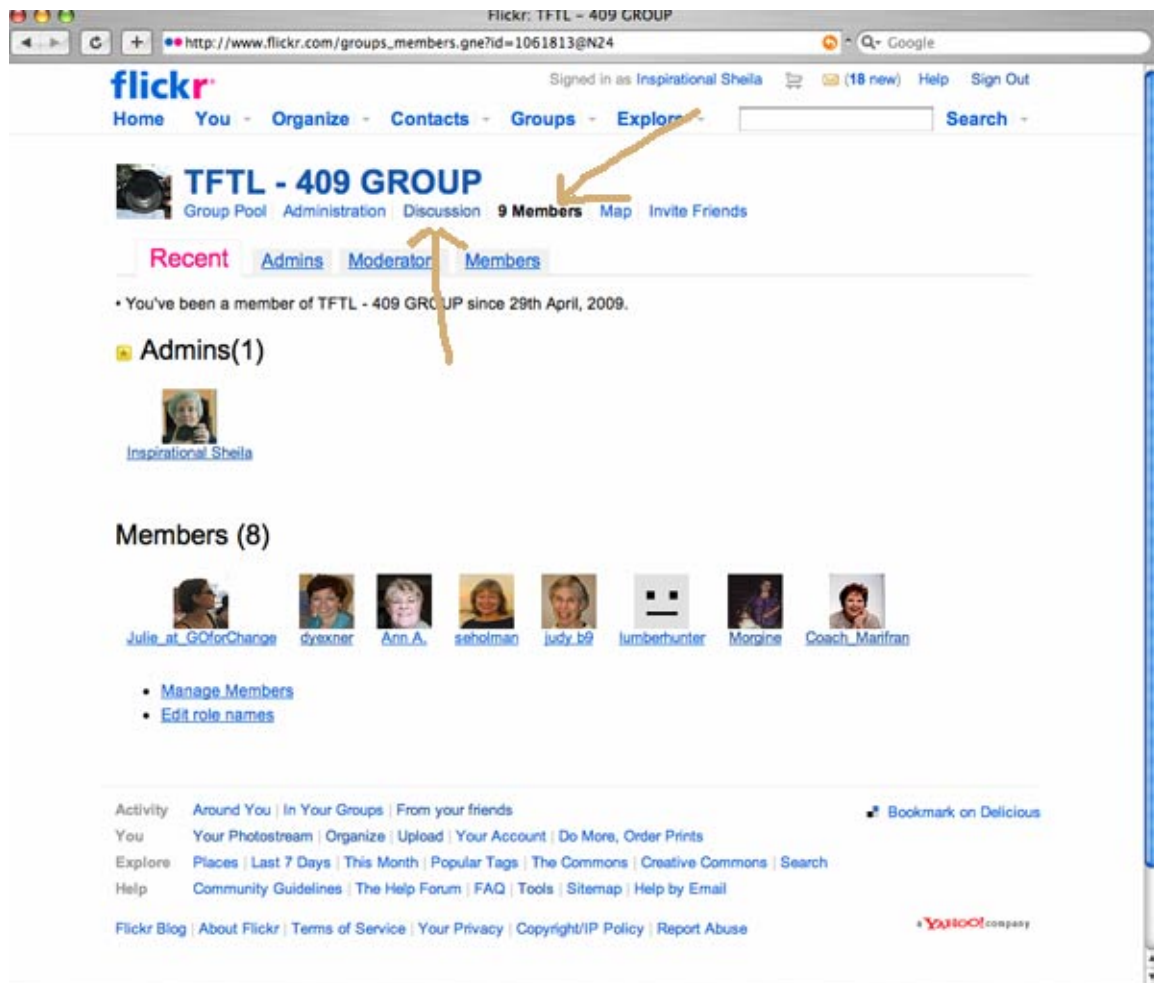 Flickr: TFTL – 409 GROUP
http://www.flickr.com/groups_members.gne?id=1061813@N24
Google
flickr
Signed in as Inspirational Sheila (18 new) Help Sign Out
Home You Organize Contacts Groups Explore Search
TFTL - 409 GROUP
Group Pool Administration Discussion 9 Members Map Invite Friends
Recent Admins Moderators Members
• You've been a member of TFTL - 409 GROUP since 29th April, 2009.
Admins(1)
Inspirational Sheila
Members (8)
Julie_at_GOforChange dyexner Ann A. seholman judy b9 lumberhunter Morgine Coach_Marifran
• Manage Members
• Edit role names
Activity Around You | In Your Groups | From your friends Bookmark on Delicious
You Your Photostream | Organize | Upload | Your Account | Do More, Order Prints
Explore Places | Last 7 Days | This Month | Popular Tags | The Commons | Creative Commons | Search
Help Community Guidelines | The Help Forum | FAQ | Tools | Sitemap | Help by Email
Flickr Blog | About Flickr | Terms of Service | Your Privacy | Copyright/IP Policy | Report Abuse
a YAHOO! company